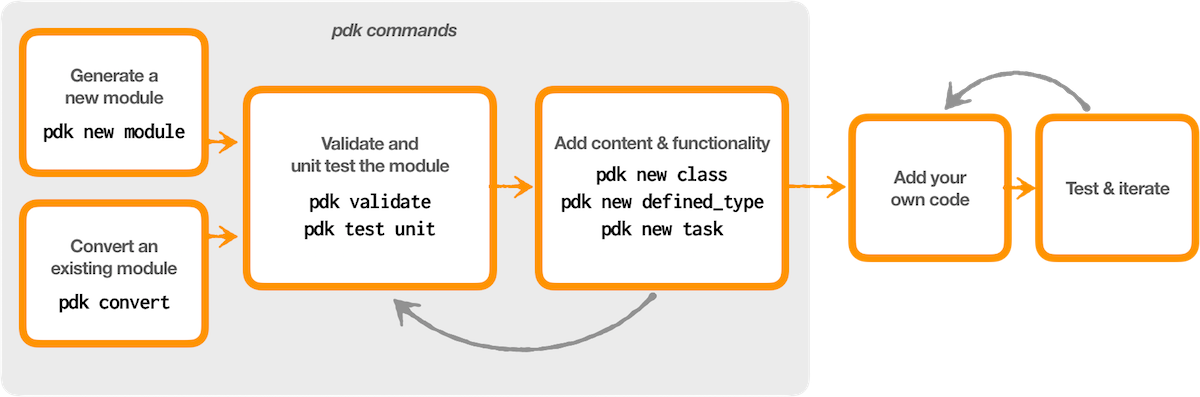 pdk commands
Generate a
new module
pdk new module
Convert an
existing module
pdk convert
Validate and
unit test the module
pdk validate
pdk test unit
Add content & functionality
pdk new class
pdk new defined_type
pdk new task
Add your
own code
Test & iterate